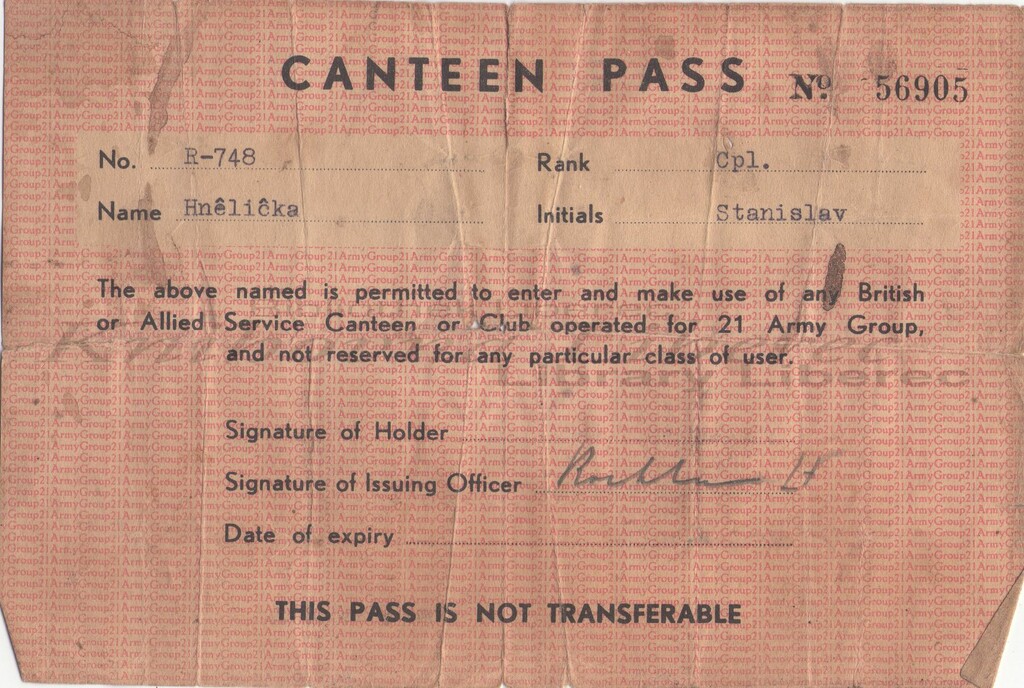 CANTEEN PASS Nº 56905
No. R-748 Rank Cpl.
Name Hnêliĉka Initials Stanislav
The above named is permitted to enter and make use of any British
or Allied Service Canteen or Club operated for 21 Army Group,
and not reserved for any particular class of user.
Library Liberec
Signature of Holder
Signature of Issuing Officer
Date of expiry
THIS PASS IS NOT TRANSFERABLE